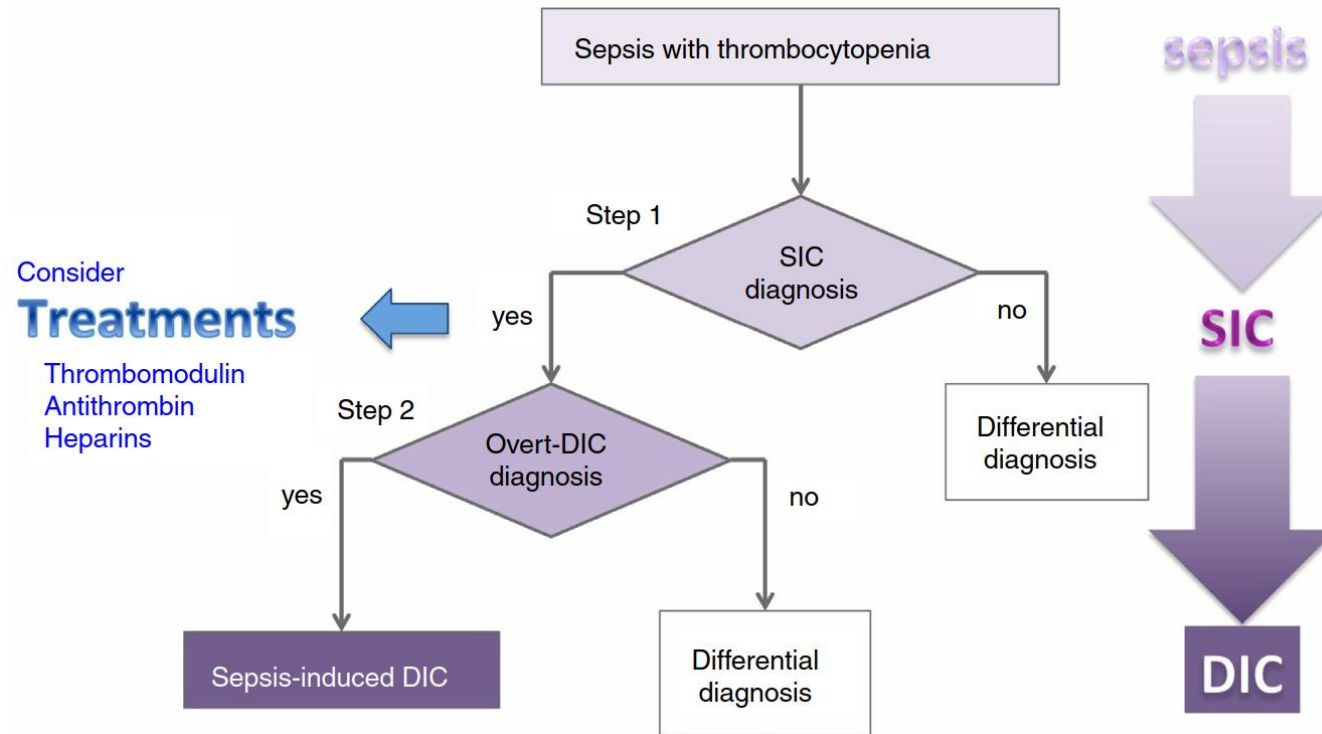 Sepsis with thrombocytopenia
sepsis
Step 1
SIC
diagnosis
Consider
Treatments
yes
no
SIC
Thrombomodulin
Antithrombin
Heparins
Step 2
Overt-DIC
diagnosis
Differential
diagnosis
yes
no
Sepsis-induced DIC
Differential
diagnosis
DIC